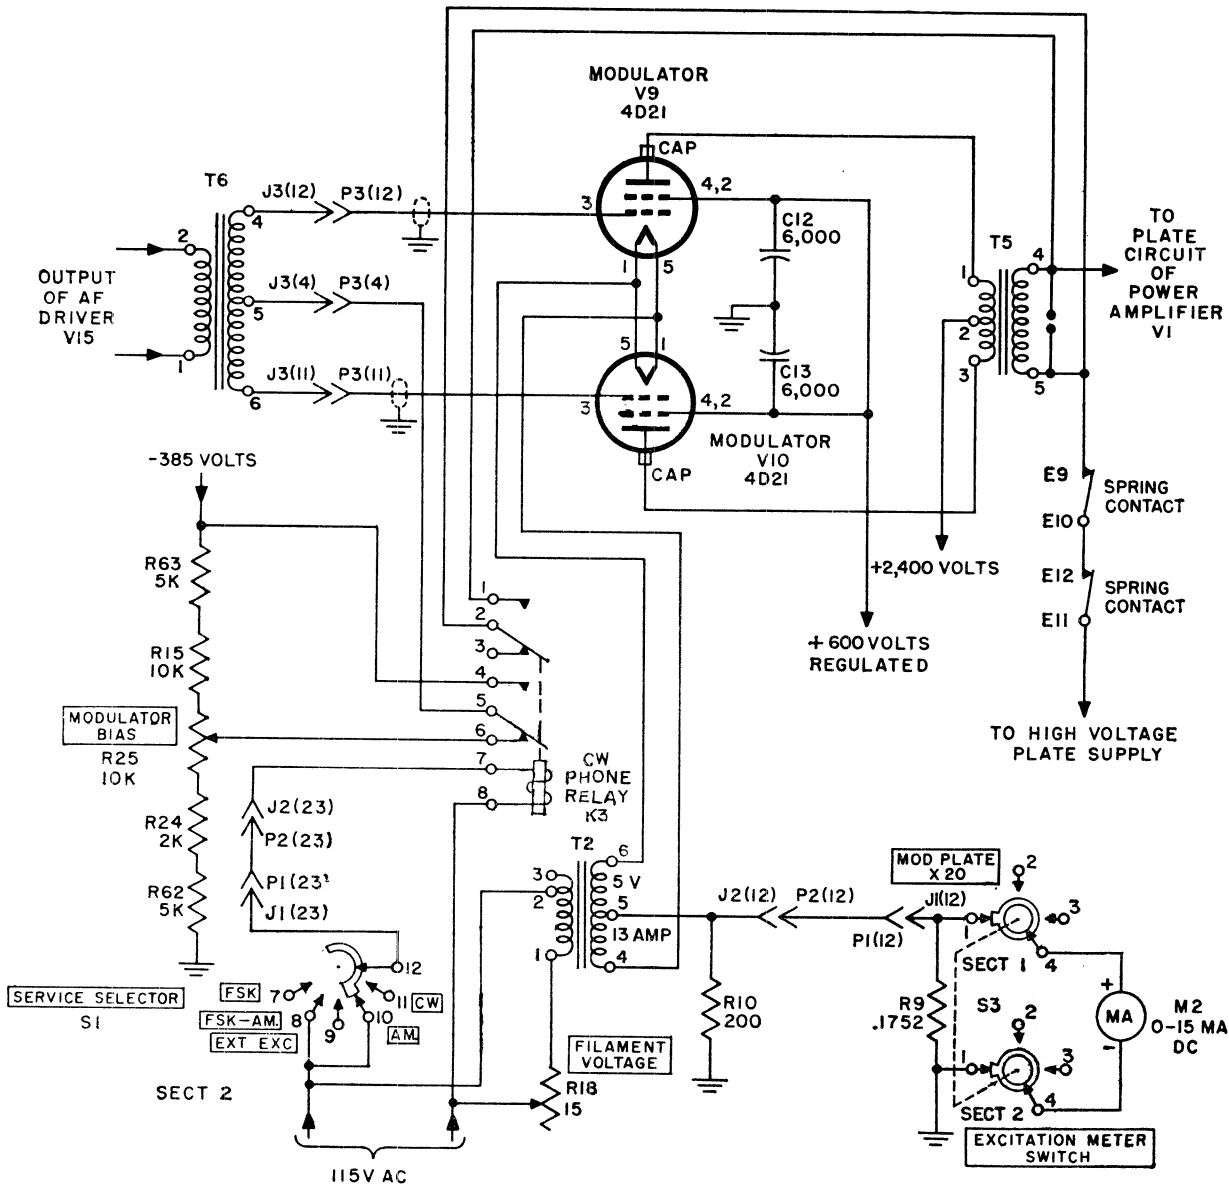 MODULATOR
V9
4D21
CAP
T6
J3(12) P3(12)
4
3
4,2
2
C12
6,000
TO
PLATE
CIRCUIT
OF
POWER
AMPLIFIER
V1
T5
4
1
OUTPUT
OF AF
DRIVER
V15
J3(4) P3(4)
5
1 5
2
1
5 1
C13
6,000
3
5
J3(11) P3(11)
6
3
4,2
MODULATOR
V10
4D21
CAP
-385 VOLTS
E9
SPRING
CONTACT
E10
R63
5K
+2,400 VOLTS
E12
SPRING
CONTACT
E11
1
2
3
+600 VOLTS
REGULATED
R15
10K
4
5
MODULATOR
BIAS
R25
10K
6
TO HIGH VOLTAGE
PLATE SUPPLY
7
CW
PHONE
RELAY
K3
8
J2(23)
P2(23)
R24
2K
T2
6
MOD PLATE
X 20
2
P1(23)
J1(23)
R62
5K
3
2
5 V
5
J2(12) P2(12)
J1(12)
P1(12)
1
3
13 AMP
1
4
SECT 1
4
12
SERVICE SELECTOR
S1
FSK
7
11
CW
FSK-AM.
8
9
10
EXT EXC
AM.
R10
200
R9
.1752
S3
2
+
MA
-
M2
0-15 MA
DC
FILAMENT
VOLTAGE
1
3
SECT 2
R18
15
4
SECT 2
EXCITATION METER
SWITCH
115V AC